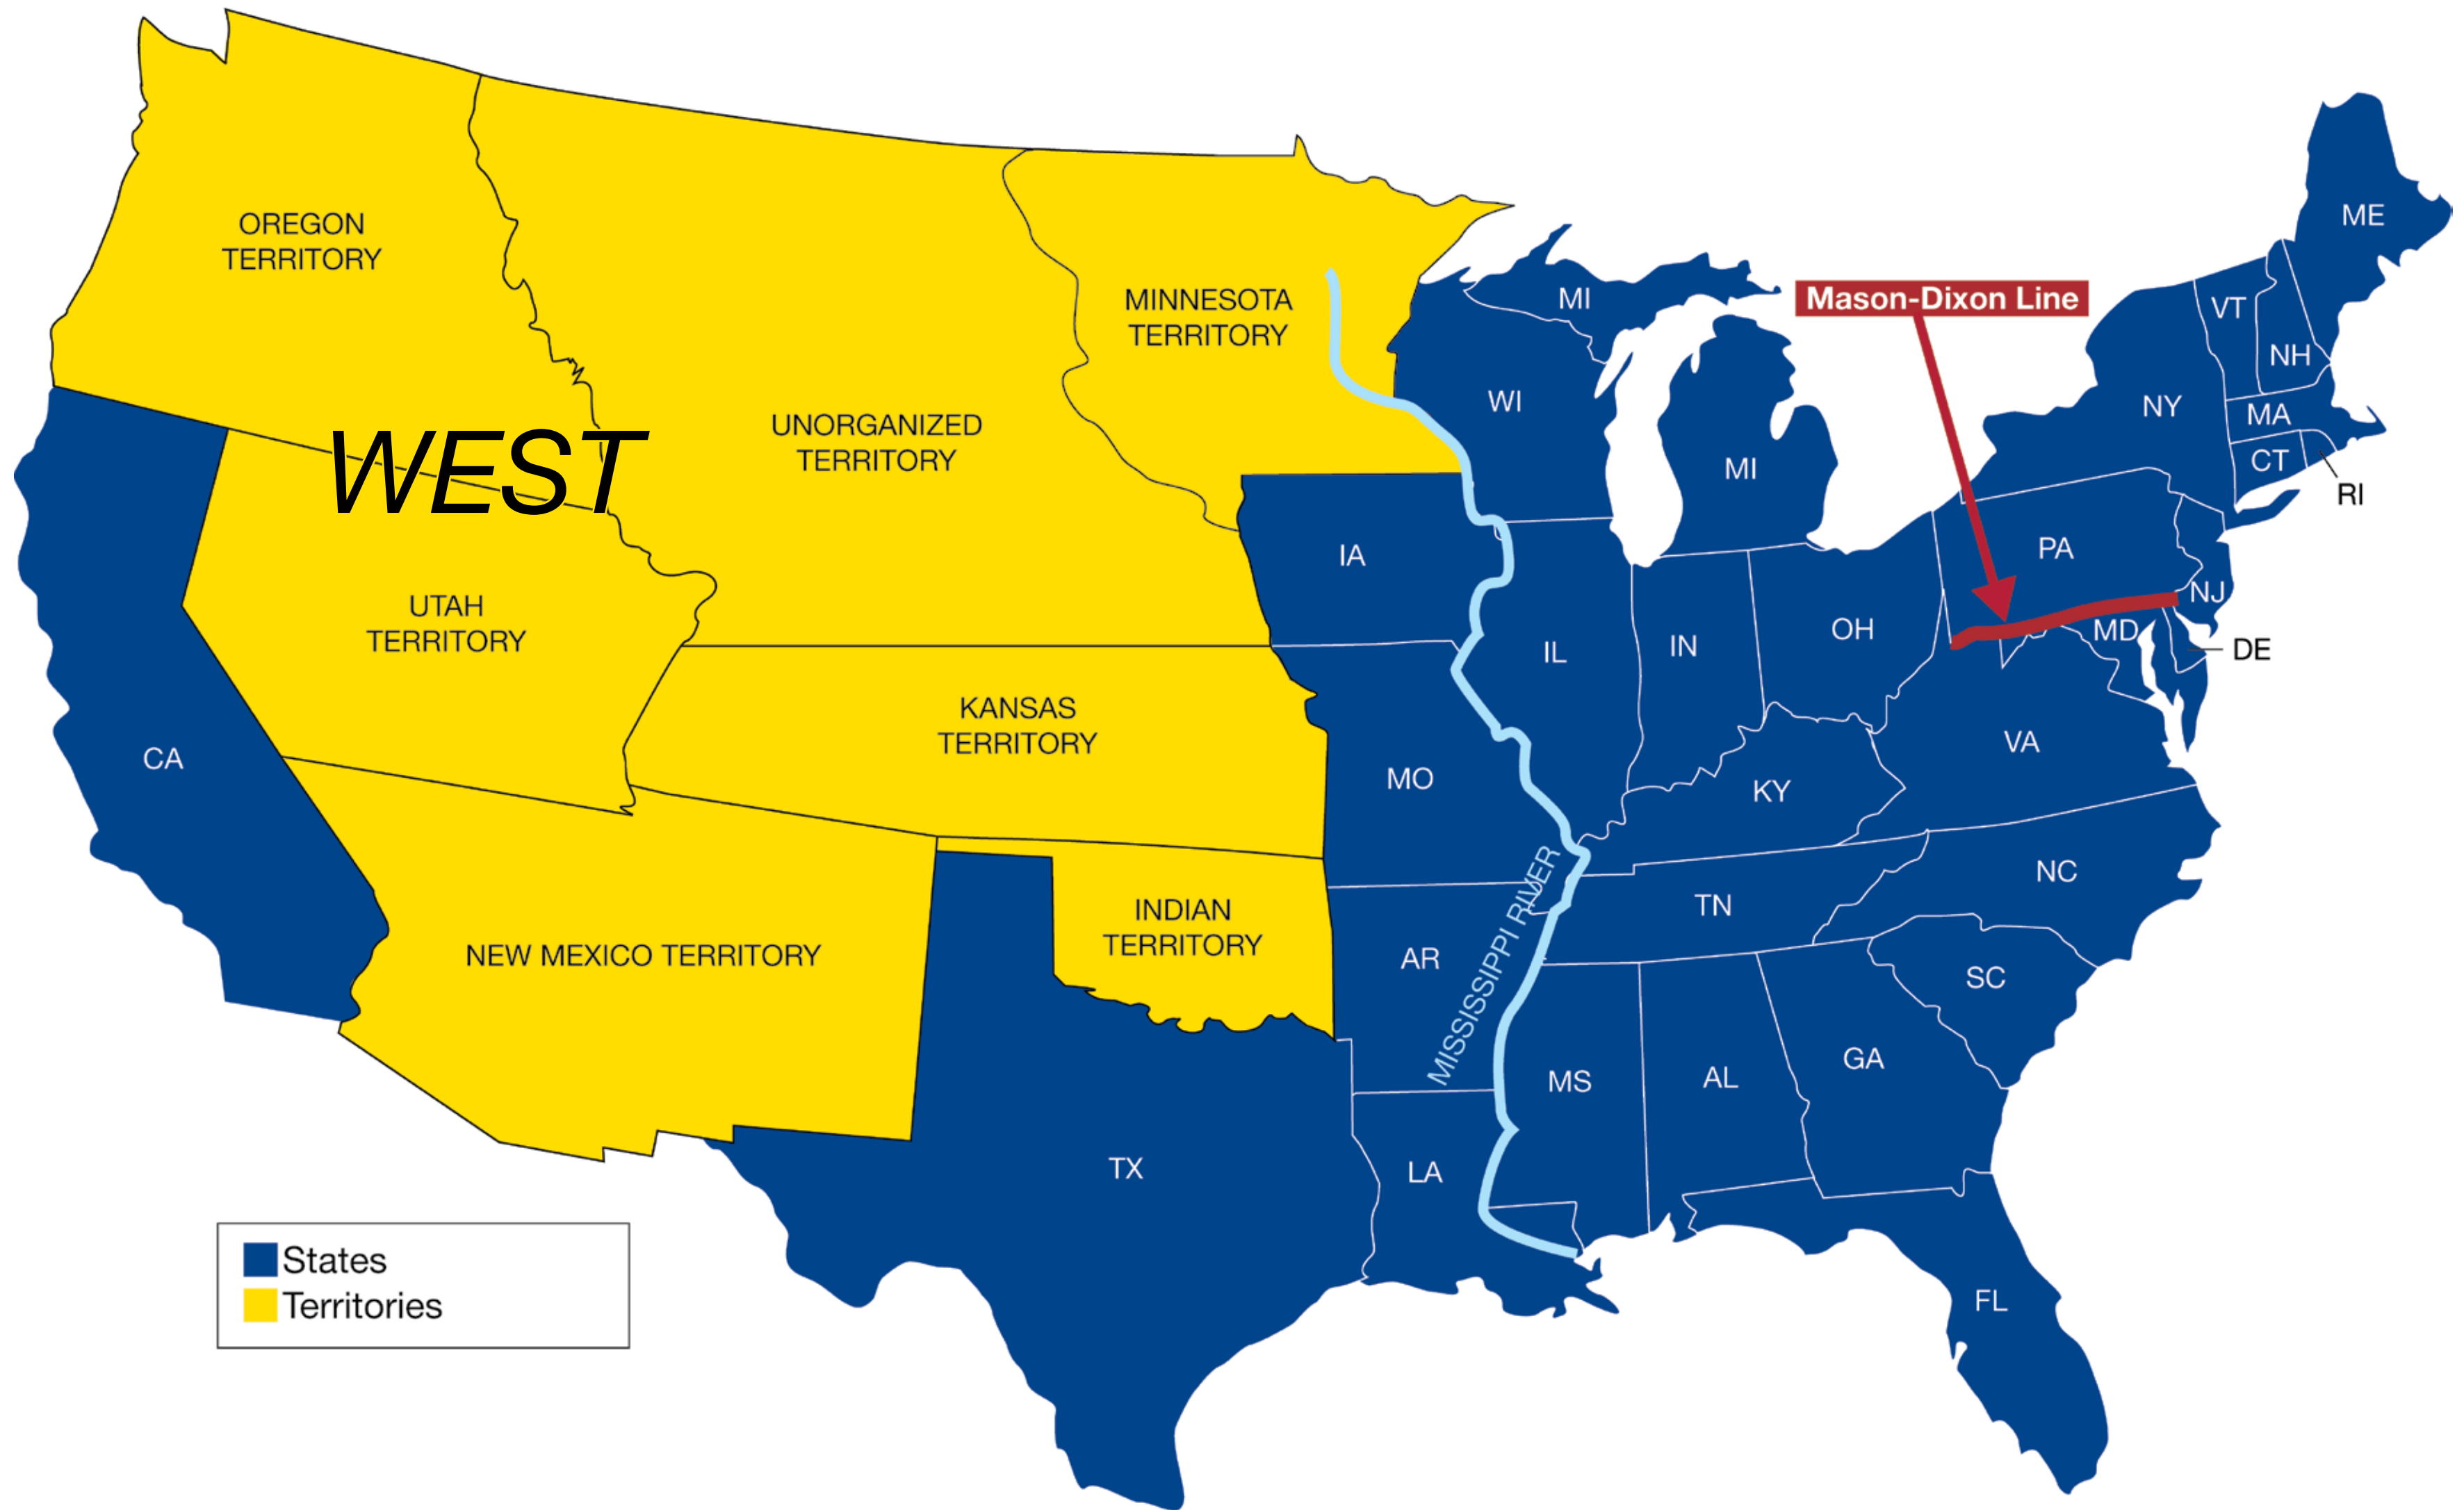 OREGON
TERRITORY
MINNESOTA
TERRITORY
UNORGANIZED
TERRITORY
WEST
UTAH
TERRITORY
KANSAS
TERRITORY
NEW MEXICO TERRITORY
INDIAN
TERRITORY
Mason-Dixon Line
MISSISSIPPI RIVER
ME
VT
NH
NY
MA
CT
RI
MI
WI
MI
PA
NJ
MD
DE
IA
IL
IN
OH
CA
MO
KY
VA
NC
TN
AR
SC
MS
AL
GA
TX
LA
FL
States
Territories